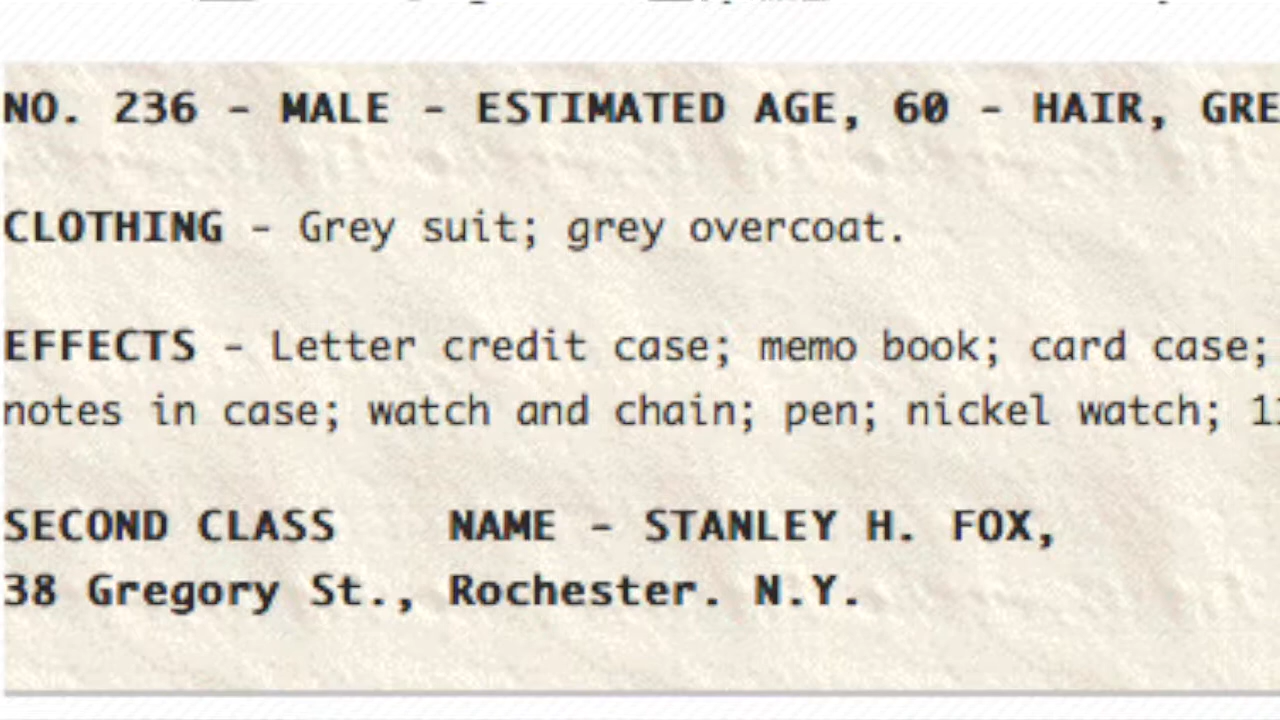 NO. 236 - MALE - ESTIMATED AGE, 60 - HAIR, GRE
CLOTHING - Grey suit; grey overcoat.
EFFECTS - Letter credit case; memo book; card case;
notes in case; watch and chain; pen; nickel watch;
SECOND CLASS NAME - STANLEY H. FOX,
38 Gregory St., Rochester. N.Y.